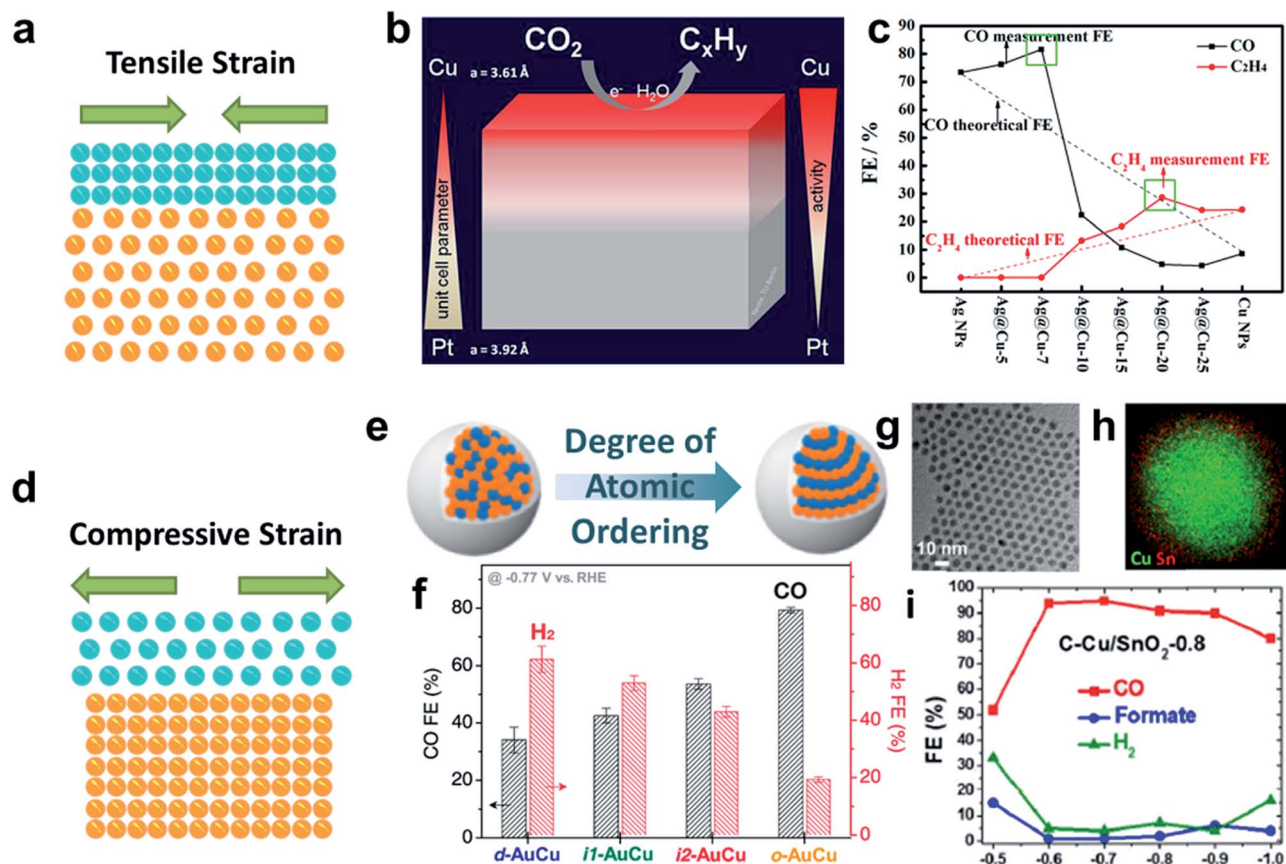 a
Tensile Strain
b
CO₂
CₓHᵧ
Cu
a = 3.61 Å
e⁻ H₂O
Cu
unit cell parameter
activity
Pt
a = 3.92 Å
Pt
c
CO measurement FE
CO
C₂H₄
CO theoretical FE
C₂H₄ measurement FE
C₂H₄ theoretical FE
FE/ %
90
80
70
60
50
40
30
20
10
0
Ag NPs
Ag@Cu-5
Ag@Cu-7
Ag@Cu-10
Ag@Cu-15
Ag@Cu-20
Ag@Cu-25
Cu NPs
d
Compressive Strain
e
Degree of
Atomic
Ordering
f
@ -0.77 V vs. RHE
H₂
CO
CO FE (%)
80
60
40
20
0
H₂ FE (%)
80
60
40
20
0
d-AuCu
i1-AuCu
i2-AuCu
o-AuCu
g
10 nm
h
Cu Sn
i
C-Cu/SnO₂-0.8
CO
Formate
H₂
FE (%)
100
90
80
70
60
50
40
30
20
10
0
-0.5
-0.6
-0.7
-0.8
-0.9